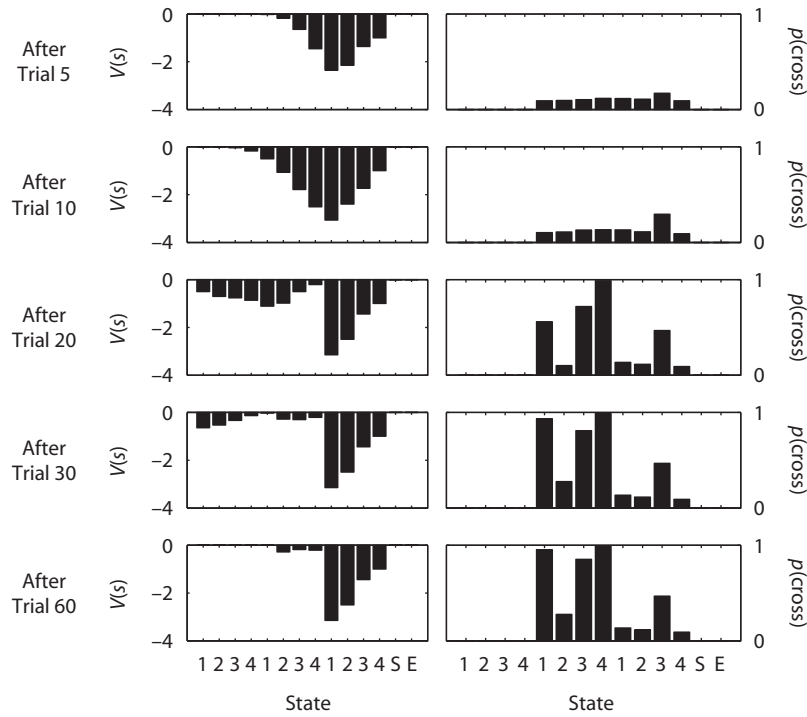 After
Trial 5
V(s)
0
−2
−4
1
0
p(cross)
After
Trial 10
V(s)
0
−2
−4
1
0
p(cross)
After
Trial 20
V(s)
0
−2
−4
1
0
p(cross)
After
Trial 30
V(s)
0
−2
−4
1
0
p(cross)
After
Trial 60
V(s)
0
−2
−4
1
0
p(cross)
1 2 3 4 1 2 3 4 1 2 3 4 S E
1 2 3 4 1 2 3 4 1 2 3 4 S E
State
State